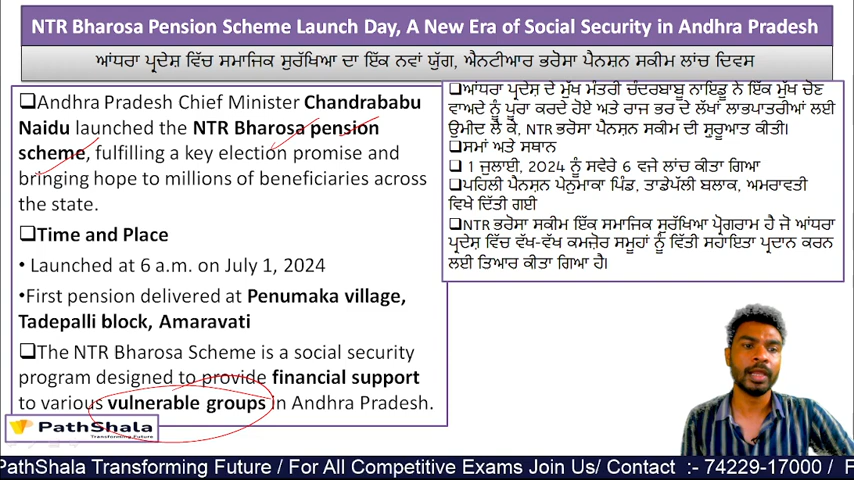 NTR Bharosa Pension Scheme Launch Day, A New Era of Social Security in Andhra Pradesh
ਆਂਧਰਾ ਪ੍ਰਦੇਸ਼ ਵਿੱਚ ਸਮਾਜਿਕ ਸੁਰੱਖਿਆ ਦਾ ਇੱਕ ਨਵਾਂ ਯੁੱਗ, ਐਨਟੀਆਰ ਭਰੋਸਾ ਪੈਨਸ਼ਨ ਸਕੀਮ ਲਾਂਚ ਦਿਵਸ
❑Andhra Pradesh Chief Minister Chandrababu
Naidu launched the NTR Bharosa pension
scheme, fulfilling a key election promise and
bringing hope to millions of beneficiaries across
the state.
❑Time and Place
• Launched at 6 a.m. on July 1, 2024
•First pension delivered at Penumaka village,
Tadepalli block, Amaravati
❑The NTR Bharosa Scheme is a social security
program designed to provide financial support
to various vulnerable groups in Andhra Pradesh.
❑ਆਂਧਰਾ ਪ੍ਰਦੇਸ਼ ਦੇ ਮੁੱਖ ਮੰਤਰੀ ਚੰਦਰਬਾਬੂ ਨਾਇਡੂ ਨੇ ਇੱਕ ਮੁੱਖ ਚੋਣ
ਵਾਅਦੇ ਨੂੰ ਪੂਰਾ ਕਰਦੇ ਹੋਏ ਅਤੇ ਰਾਜ ਭਰ ਦੇ ਲੱਖਾਂ ਲਾਭਪਾਤਰੀਆਂ ਲਈ
ਉਮੀਦ ਲੈ ਕੇ, NTR ਭਰੋਸਾ ਪੈਨਸ਼ਨ ਸਕੀਮ ਦੀ ਸ਼ੁਰੂਆਤ ਕੀਤੀ।
❑ਸਮਾਂ ਅਤੇ ਸਥਾਨ
❑ 1 ਜੁਲਾਈ, 2024 ਨੂੰ ਸਵੇਰੇ 6 ਵਜੇ ਲਾਂਚ ਕੀਤਾ ਗਿਆ
❑ਪਹਿਲੀ ਪੈਨਸ਼ਨ ਪੇਨੁਮਾਕਾ ਪਿੰਡ, ਤਾਡੇਪੱਲੀ ਬਲਾਕ, ਅਮਰਾਵਤੀ
ਵਿਖੇ ਦਿੱਤੀ ਗਈ
❑NTR ਭਰੋਸਾ ਸਕੀਮ ਇੱਕ ਸਮਾਜਿਕ ਸੁਰੱਖਿਆ ਪ੍ਰੋਗਰਾਮ ਹੈ ਜੋ ਆਂਧਰਾ
ਪ੍ਰਦੇਸ਼ ਵਿੱਚ ਵੱਖ-ਵੱਖ ਕਮਜ਼ੋਰ ਸਮੂਹਾਂ ਨੂੰ ਵਿੱਤੀ ਸਹਾਇਤਾ ਪ੍ਰਦਾਨ ਕਰਨ
ਲਈ ਤਿਆਰ ਕੀਤਾ ਗਿਆ ਹੈ।
PathShala
Transforming Future
PathShala Transforming Future / For All Competitive Exams Join Us/ Contact :- 74229-17000 / F